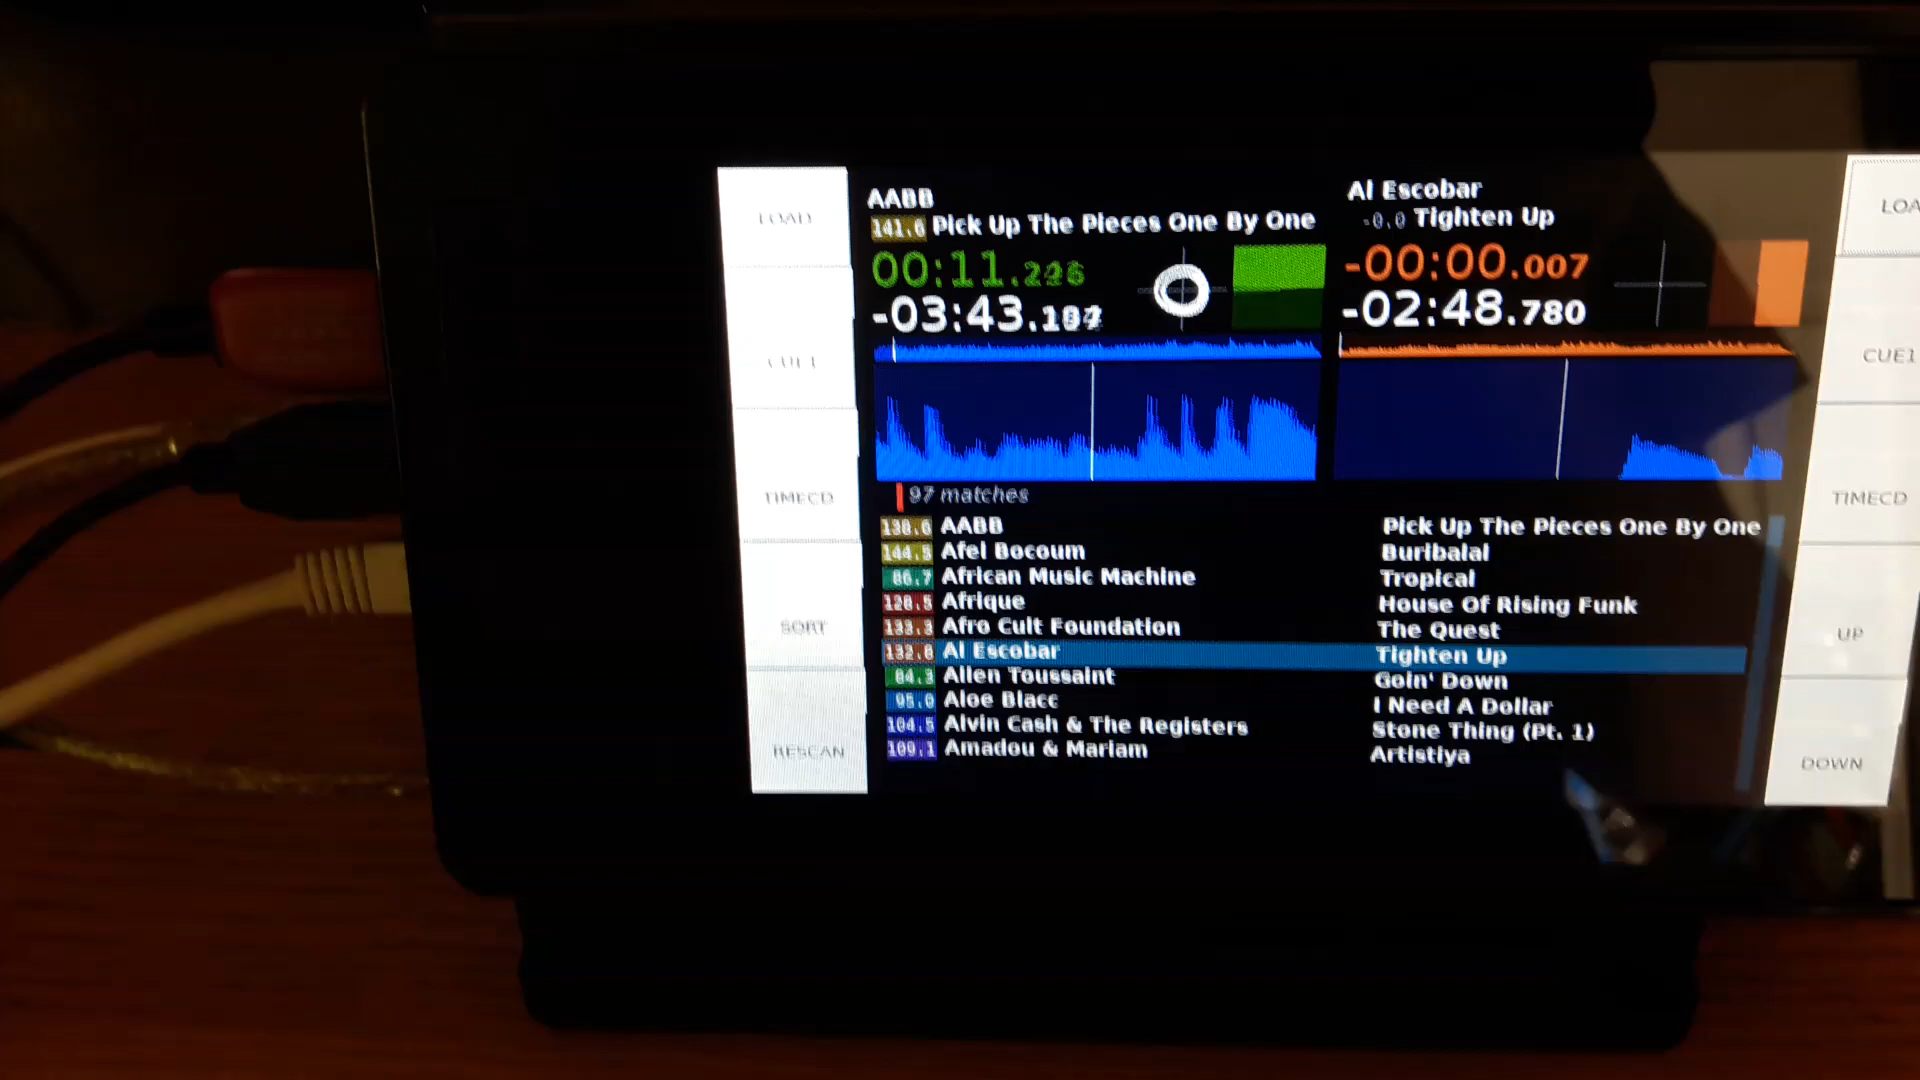 LOAD
CUE1
TIMECD
SORT
RESCAN
AABB
141.6 Pick Up The Pieces One By One
00:11.
-03:43.
Al Escobar
-0.0 Tighten Up
-00:00.007
-02:48.780
97 matches
138.6 AABB Pick Up The Pieces One By One
144.5 Afel Bocoum Buribalal
86.7 African Music Machine Tropical
128.5 Afrique House Of Rising Funk
133.3 Afro Cult Foundation The Quest
132.8 Al Escobar Tighten Up
84.3 Allen Toussaint Goin' Down
95.0 Aloe Blacc I Need A Dollar
104.5 Alvin Cash & The Registers Stone Thing (Pt. 1)
109.1 Amadou & Mariam Artistiya
LOA
CUE1
TIMECD
UP
DOWN